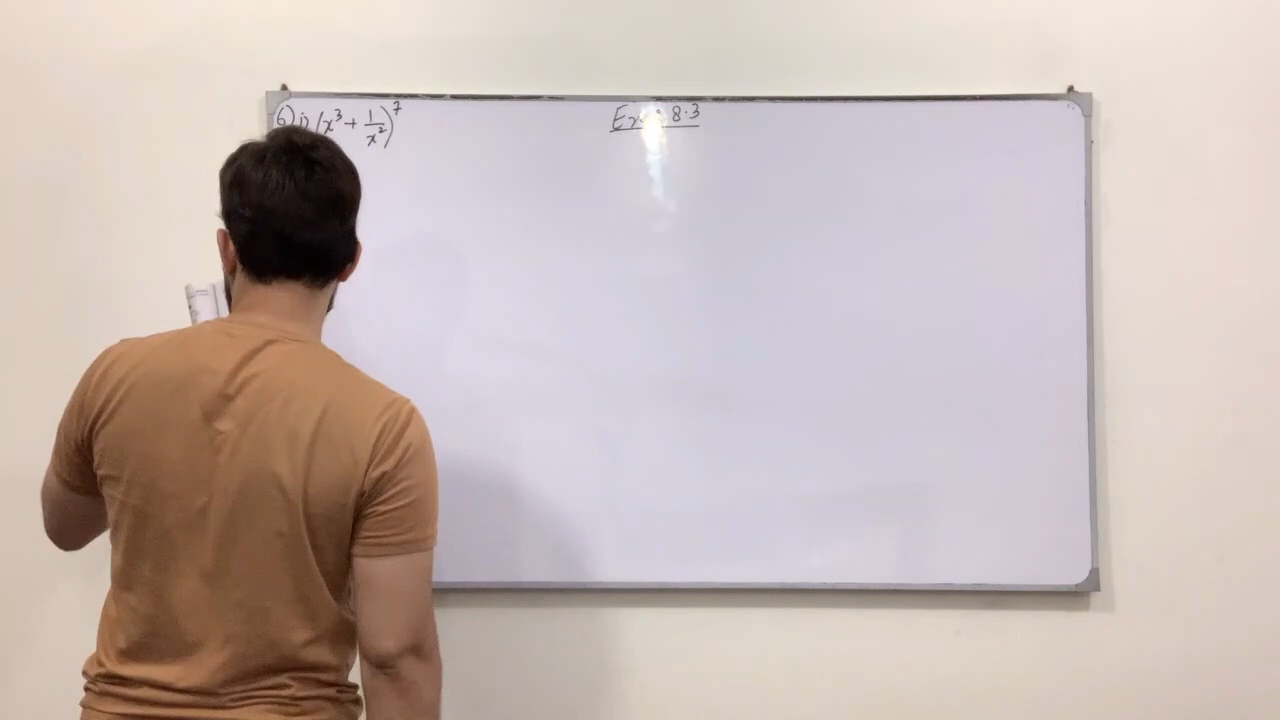 6) i) (x³ + 1/x²)⁷
8.3